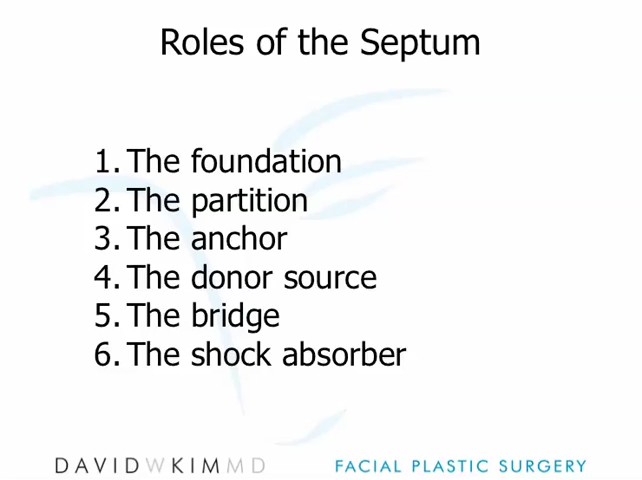 Roles of the Septum
1. The foundation
2. The partition
3. The anchor
4. The donor source
5. The bridge
6. The shock absorber
DAVIDWKIMMD FACIAL PLASTIC SURGERY